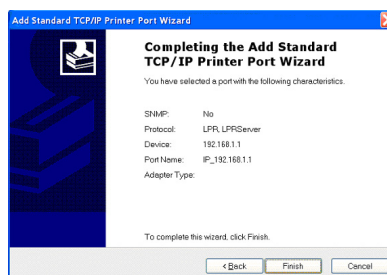 Add Standard TCP/IP Printer Port Wizard
Completing the Add Standard
TCP/IP Printer Port Wizard
You have selected a port with the following characteristics.
SNMP: No
Protocol: LPR, LPRServer
Device: 192.168.1.1
Port Name: IP_192.168.1.1
Adapter Type:
To complete this wizard, click Finish.
< Back Finish Cancel